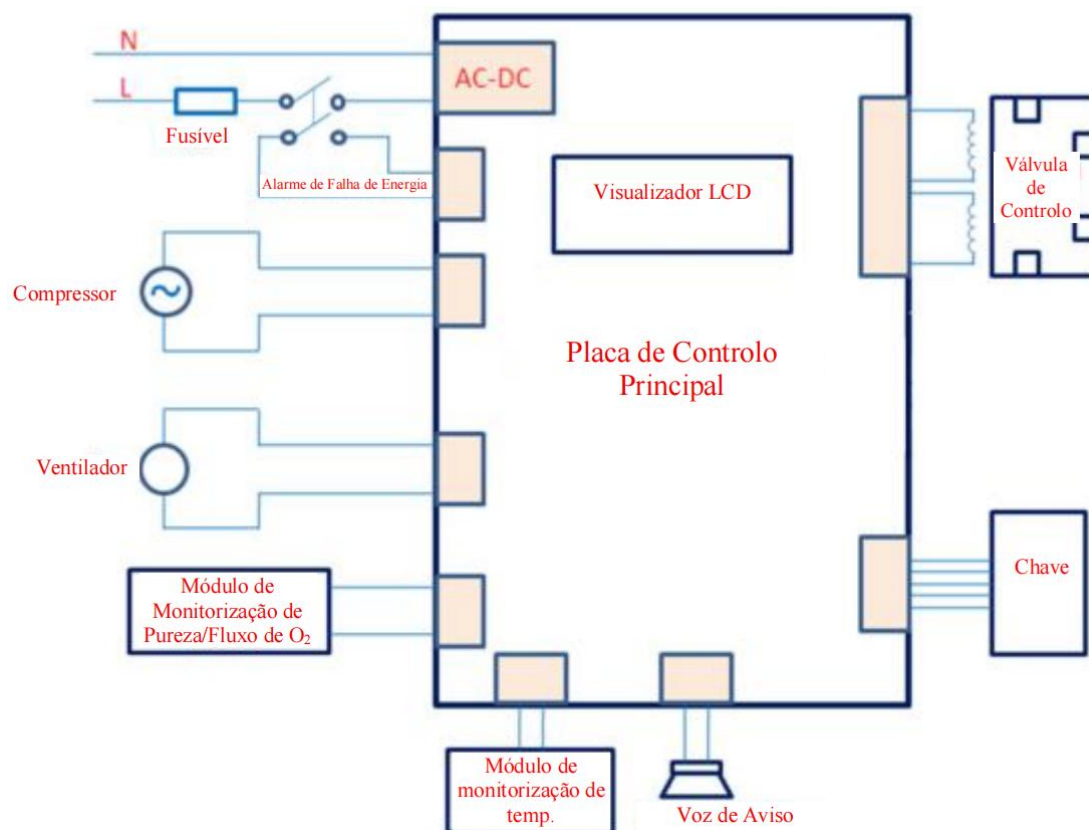 N
L
AC-DC
Fusível
Alarme de Falha de Energia
Visualizador LCD
Válvula
de
Controlo
Compressor
Placa de Controlo
Principal
Ventilador
Módulo de
Monitorização de
Pureza/Fluxo de O₂
Chave
Módulo de
monitorização de
temp.
Voz de Aviso